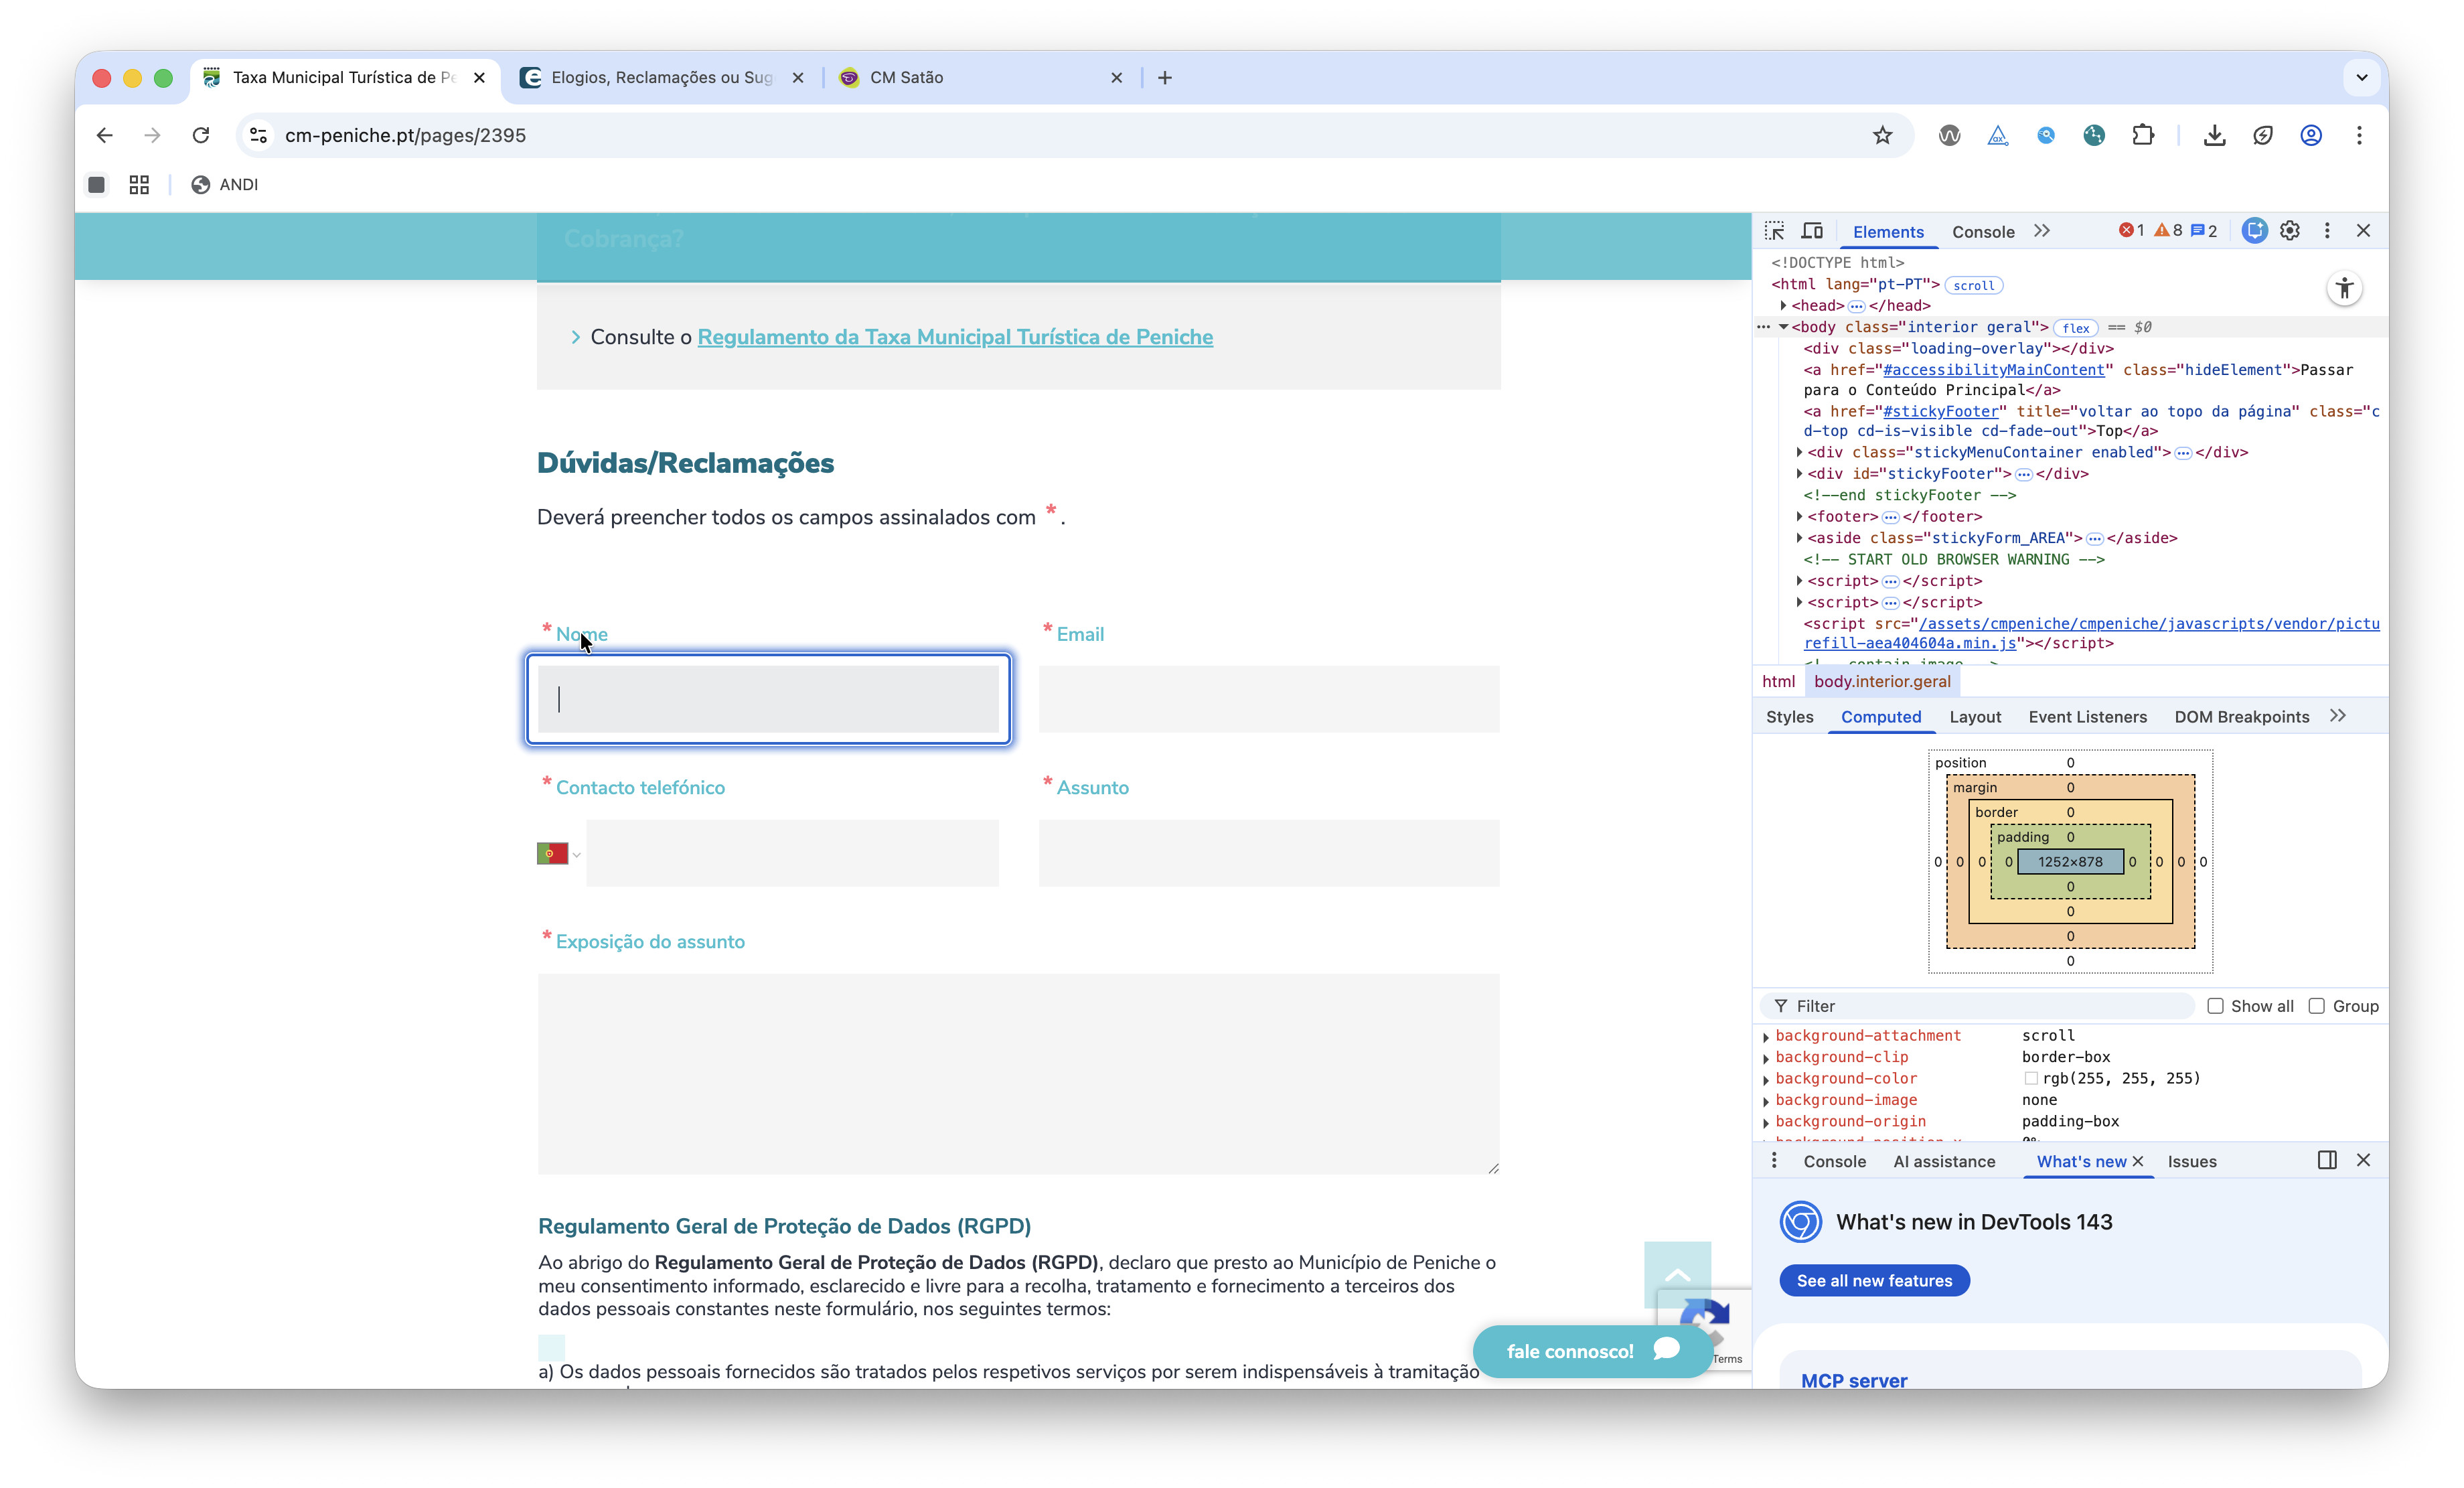 Taxa Municipal Turística de Pe
Elogios, Reclamações ou Sug
CM Satão
cm-peniche.pt/pages/2395
ANDI
Cobrança?
Consulte o Regulamento da Taxa Municipal Turística de Peniche
Dúvidas/Reclamações
Deverá preencher todos os campos assinalados com * .
* Nome
* Email
* Contacto telefónico
* Assunto
* Exposição do assunto
Regulamento Geral de Proteção de Dados (RGPD)
Ao abrigo do Regulamento Geral de Proteção de Dados (RGPD), declaro que presto ao Município de Peniche o
meu consentimento informado, esclarecido e livre para a recolha, tratamento e fornecimento a terceiros dos
dados pessoais constantes neste formulário, nos seguintes termos:
a) Os dados pessoais fornecidos são tratados pelos respetivos serviços por serem indispensáveis à tramitação
fale connosco!
Terms
Elements Console 1 8 2
<!DOCTYPE html>
<html lang="pt-PT"> scroll
<head> ••• </head>
••• <body class="interior geral"> flex == $0
<div class="loading-overlay"></div>
<a href="#accessibilityMainContent" class="hideElement">Passar
para o Conteúdo Principal</a>
<a href="#stickyFooter" title="voltar ao topo da página" class="c
d-top cd-is-visible cd-fade-out">Top</a>
<div class="stickyMenuContainer enabled"> ••• </div>
<div id="stickyFooter"> ••• </div>
<!--end stickyFooter -->
<footer> ••• </footer>
<aside class="stickyForm_AREA"> ••• </aside>
<!-- START OLD BROWSER WARNING -->
<script> ••• </script>
<script> ••• </script>
<script src="/assets/cmpeniche/cmpeniche/javascripts/vendor/pictu
refill-aea404604a.min.js"></script>
html body.interior.geral
Styles Computed Layout Event Listeners DOM Breakpoints
position 0
margin 0
border 0
padding 0
0 0 0 0 1252×878 0 0 0 0
0
0
0
0
Filter Show all Group
background-attachment scroll
background-clip border-box
background-color rgb(255, 255, 255)
background-image none
background-origin padding-box
Console AI assistance What's new Issues
What's new in DevTools 143
See all new features
MCP server